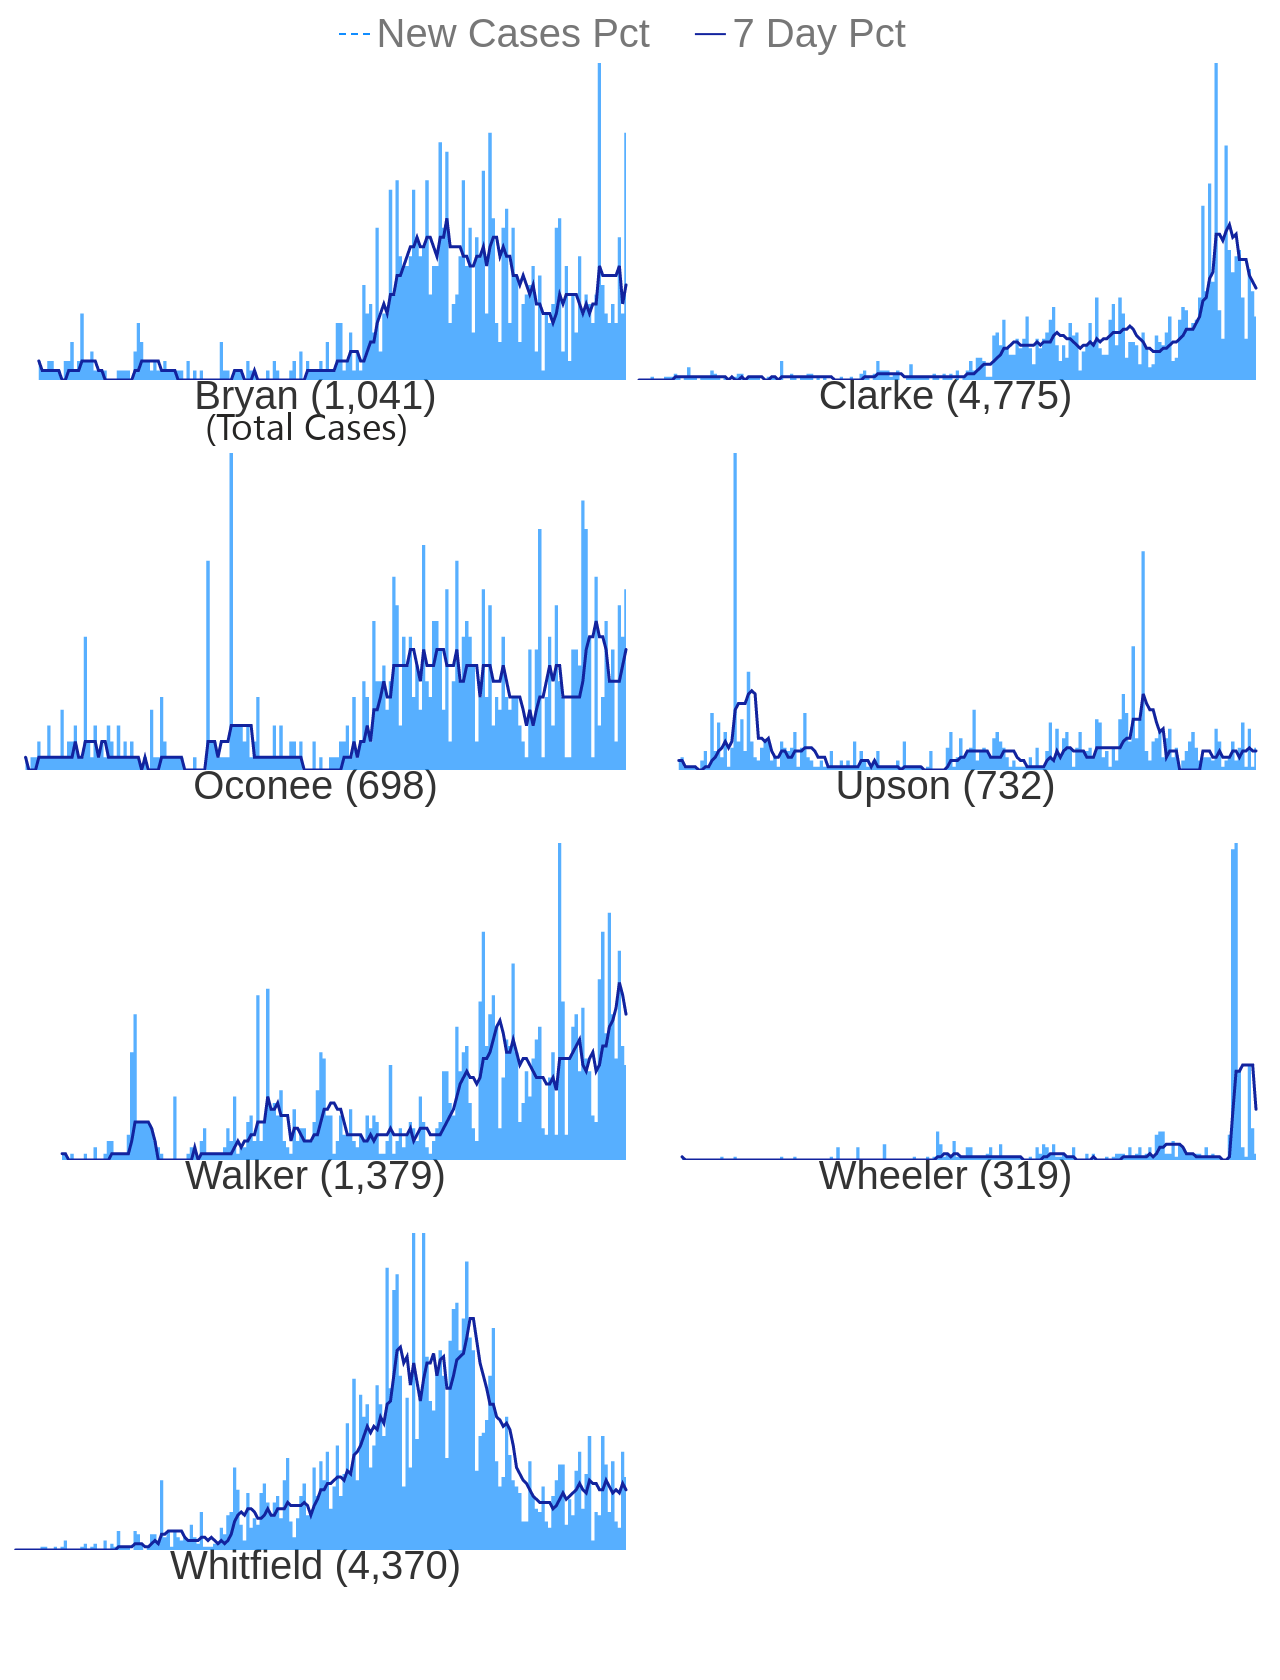 New Cases Pct 7 Day Pct
Bryan (1,041) Clarke (4,775)
(Total Cases)
Oconee (698) Upson (732)
Walker (1,379) Wheeler (319)
Whitfield (4,370)